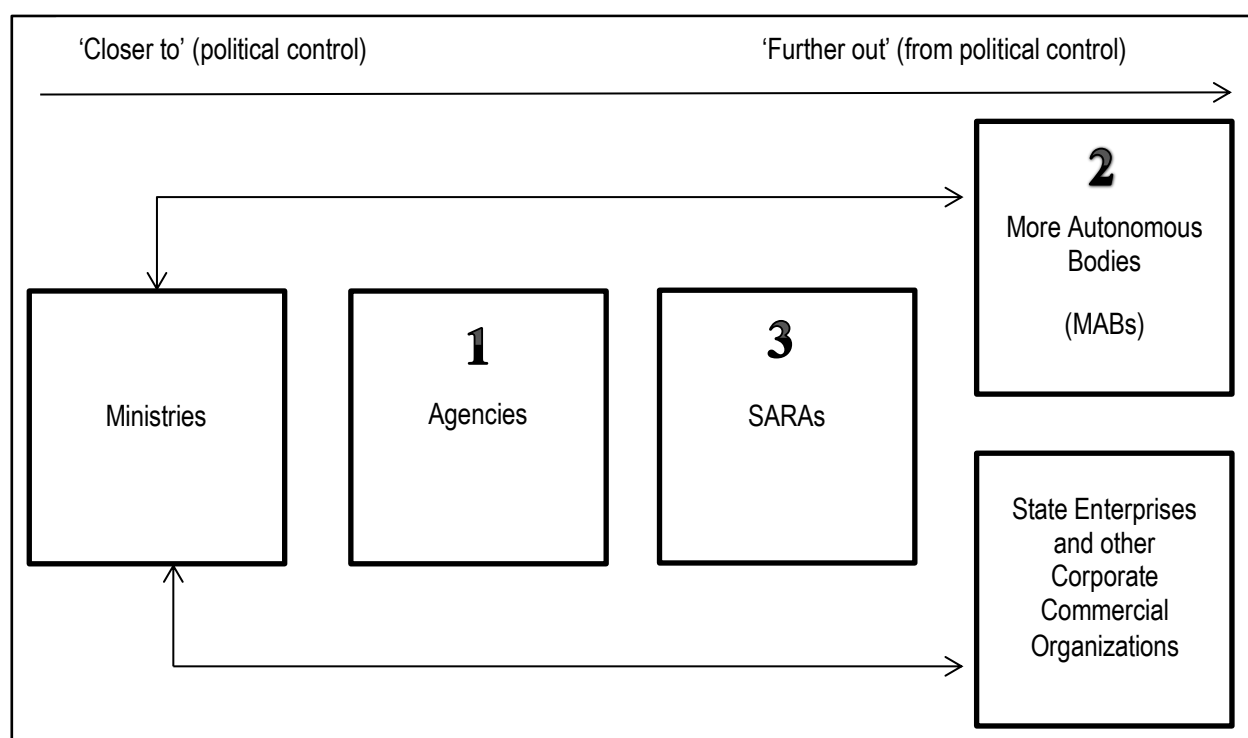 ‘Closer to’ (political control)
‘Further out’ (from political control)
2
More Autonomous
Bodies
(MABs)
Ministries
1
Agencies
3
SARAs
State Enterprises
and other
Corporate
Commercial
Organizations